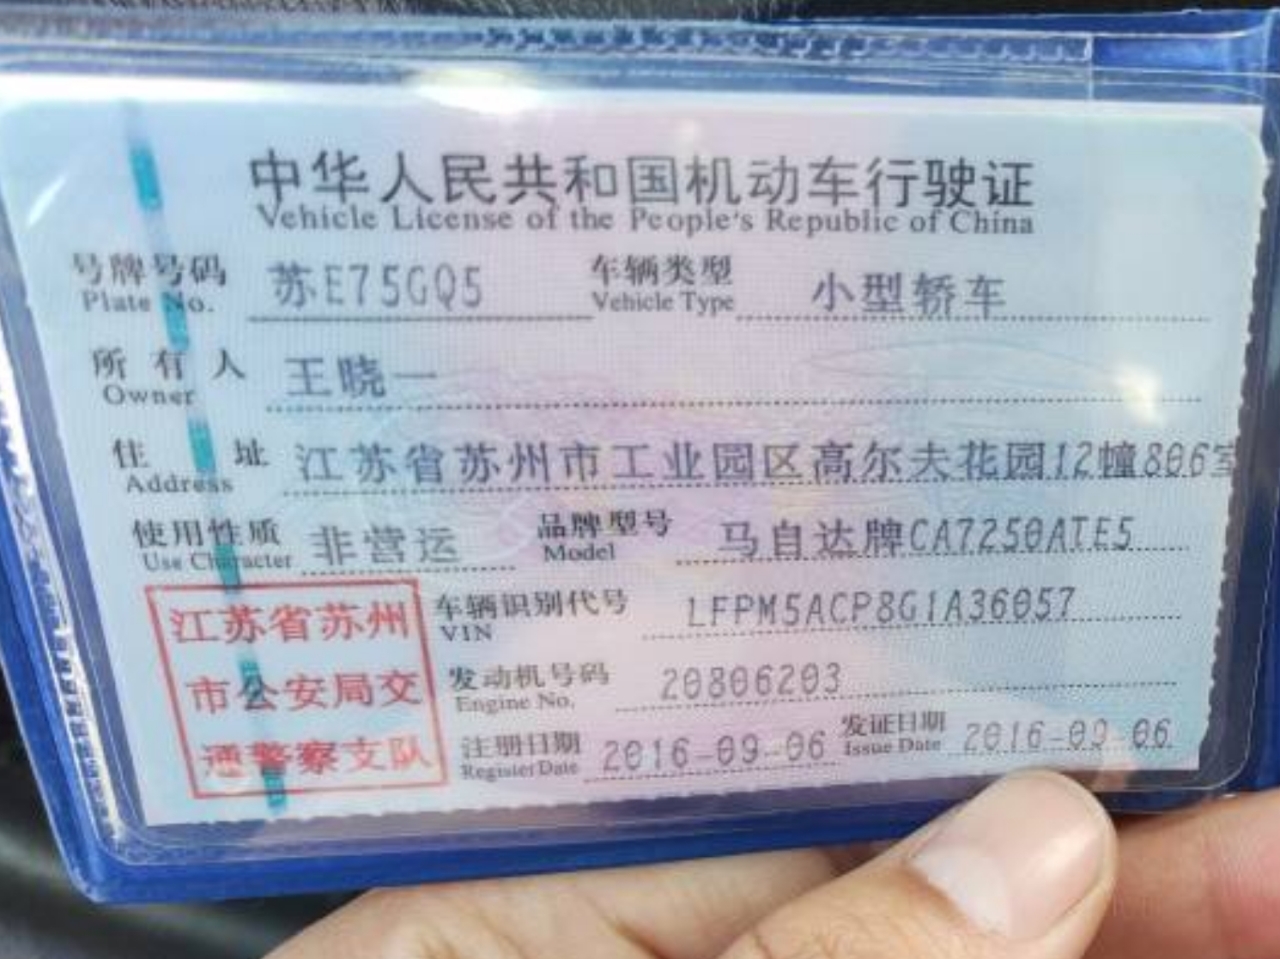 中华人民共和国机动车行驶证
Vehicle License of the People's Republic of China
号牌号码 苏E75GQ5 车辆类型 小型轿车
Plate No. Vehicle Type
所有人 王晓一
Owner
住址 江苏省苏州市工业园区高尔夫花园12幢806室
Address
使用性质 非营运 品牌型号 马自达牌CA7250ATE5
Use Character Model
江苏省苏州
市公安局交
通警察支队
车辆识别代号 LFPM5ACP8G1A36057
VIN
发动机号码 20806203
Engine No.
注册日期 2016-09-06 发证日期 2016-09-06
Register Date Issue Date